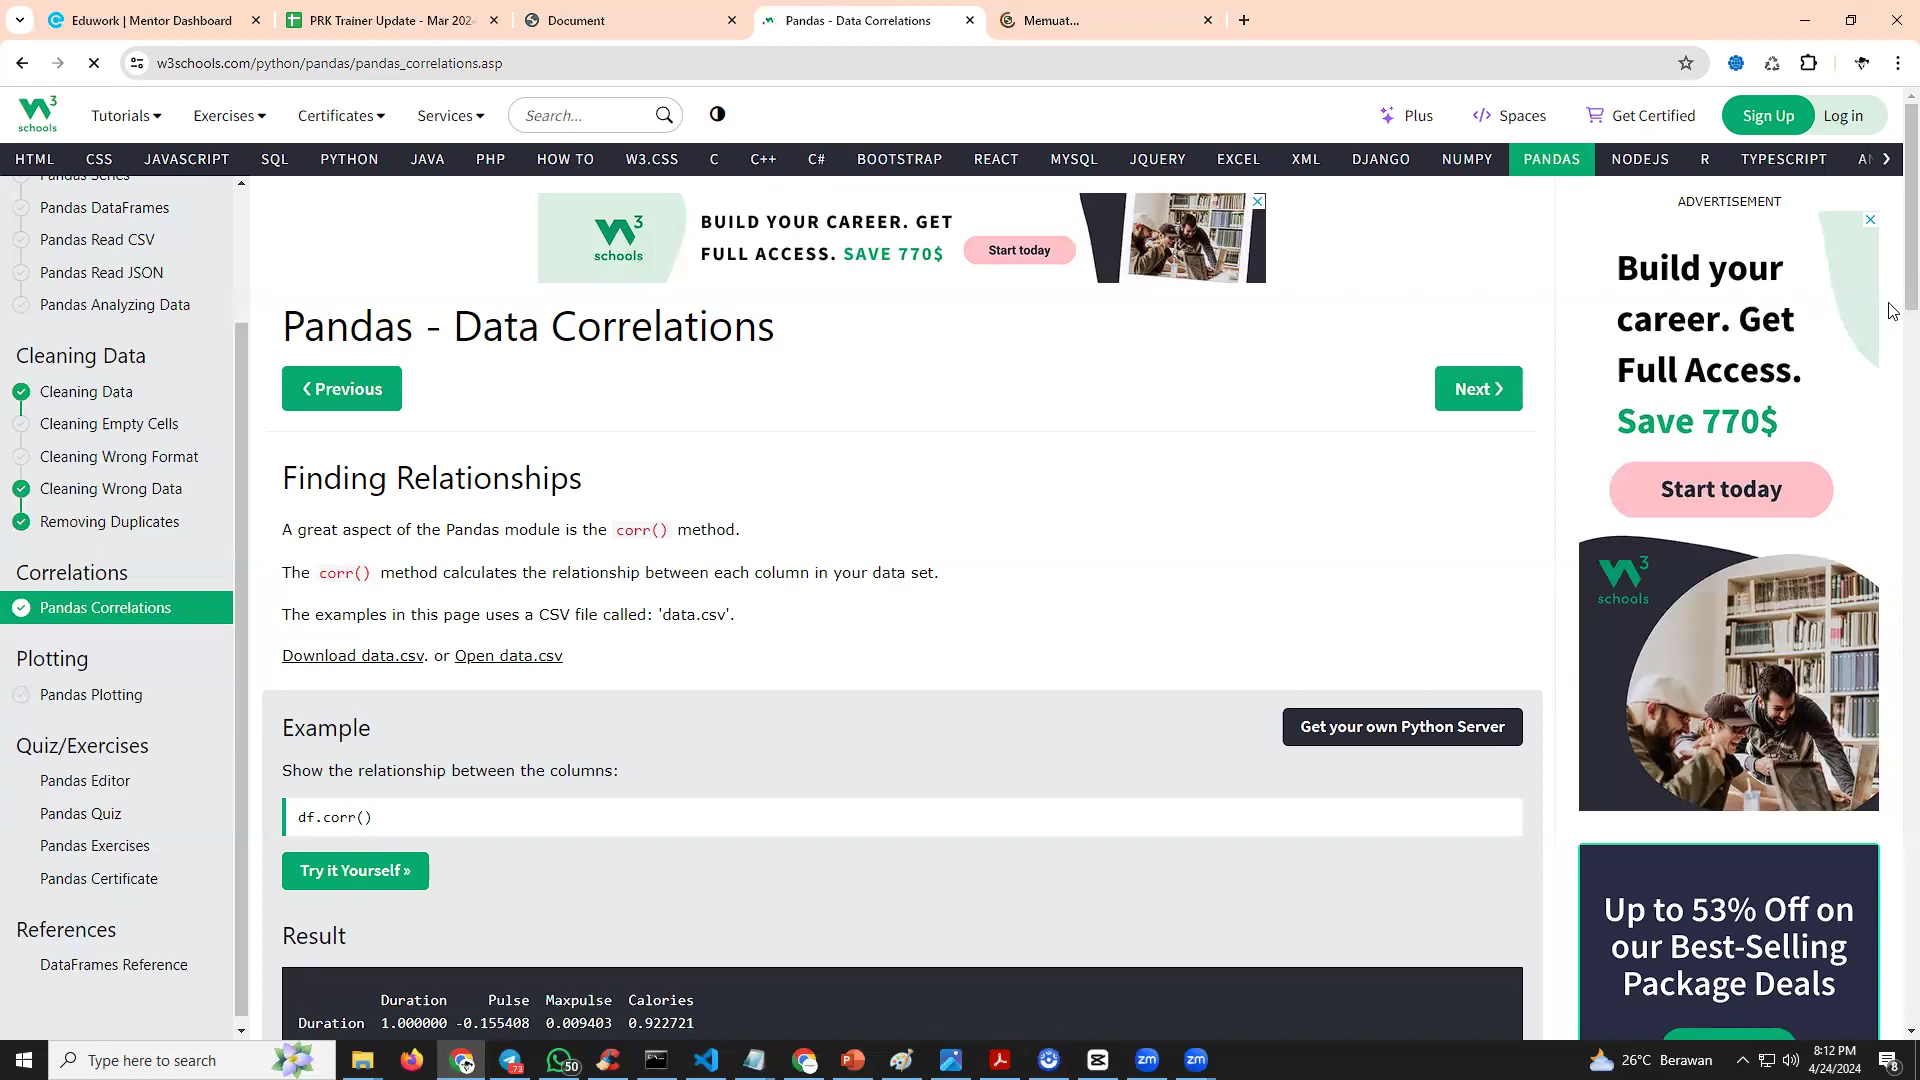 Eduwork | Mentor Dashboard
PRK Trainer Update - Mar 202
Document
Pandas - Data Correlations
Memuat...
w3schools.com/python/pandas/pandas_correlations.asp
schools
Tutorials
Exercises
Certificates
Services
Search...
Plus
Spaces
Get Certified
Sign Up
Log in
HTML CSS JAVASCRIPT SQL PYTHON JAVA PHP HOW TO W3.CSS C C++ C# BOOTSTRAP REACT MYSQL JQUERY EXCEL XML DJANGO NUMPY PANDAS NODEJS R TYPESCRIPT
Pandas Series
Pandas DataFrames
Pandas Read CSV
Pandas Read JSON
Pandas Analyzing Data
Cleaning Data
Cleaning Data
Cleaning Empty Cells
Cleaning Wrong Format
Cleaning Wrong Data
Removing Duplicates
Correlations
Pandas Correlations
Plotting
Pandas Plotting
Quiz/Exercises
Pandas Editor
Pandas Quiz
Pandas Exercises
Pandas Certificate
References
DataFrames Reference
3
schools
BUILD YOUR CAREER. GET
FULL ACCESS. SAVE 770$
Start today
Pandas - Data Correlations
❮ Previous
Next ❯
Finding Relationships
A great aspect of the Pandas module is the corr() method.
The corr() method calculates the relationship between each column in your data set.
The examples in this page uses a CSV file called: 'data.csv'.
Download data.csv. or Open data.csv
Example
Get your own Python Server
Show the relationship between the columns:
df.corr()
Try it Yourself »
Result
Duration Pulse Maxpulse Calories
Duration 1.000000 -0.155408 0.009403 0.922721
ADVERTISEMENT
Build your
career. Get
Full Access.
Save 770$
Start today
3
schools
Up to 53% Off on
our Best-Selling
Package Deals
Type here to search
73
50
zm
zm
26°C Berawan
8:12 PM
4/24/2024
8